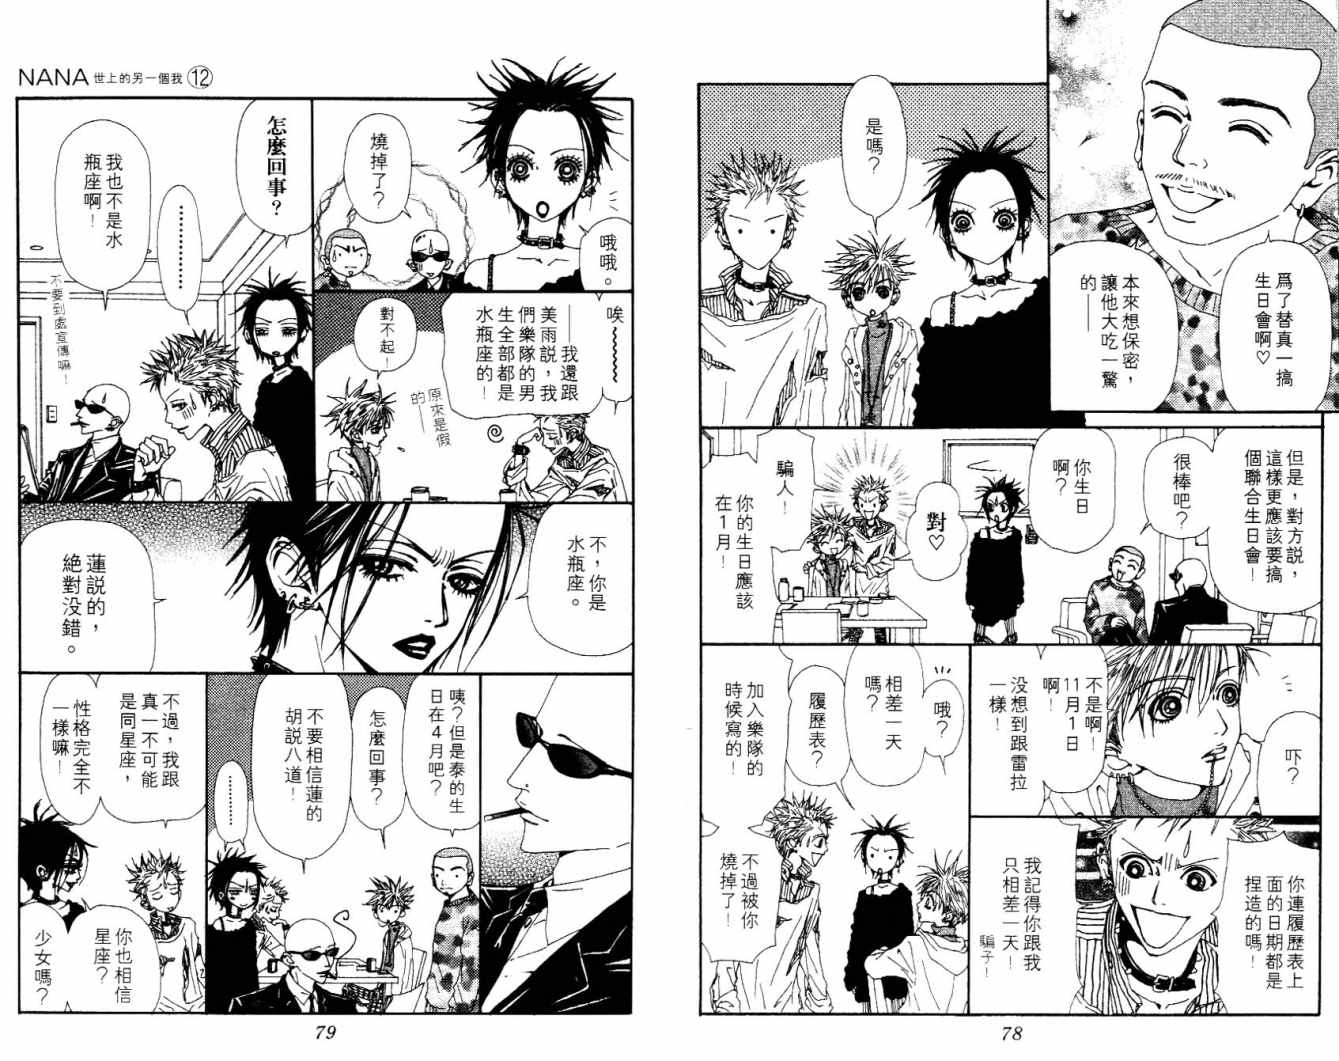 為了替真一搞
生日會啊♡
本來想保密，
讓他大吃一驚
的——
是嗎？
但是，對方説，
這樣更應該要搞
個聯合生日會！
很棒吧？
你生日
啊？
對♡
騙人！
你的生日應該
在1月！
吓？
不是啊！
11月1日
啊！
没想到跟雷拉
一樣！
哦？
相差一天
嗎？
履歷表？
加入樂隊的
時候寫的！
不過被你
燒掉了！
你連履歷表上
面的日期都是
捏造的嗎！
我記得你跟我
只相差一天！
騙子！
78
NANA 世上的另一個我 ⑫
哦哦。
燒掉了？
怎麼回事？
…………
我也不是水
瓶座啊！
不要到處宣傳嘛！
唉~~~~
——我還跟
美雨説，我
們樂隊的男
生全部都是
水瓶座的！
對不起！
原來是假
的——
不，你是
水瓶座。
蓮説的，
絶對没錯。
咦？但是泰的生
日在4月吧？
怎麼回事？
不要相信蓮的
胡説八道！
…………
不過，我跟
真一不可能
是同星座，
性格完全不
一樣嘛！
你也相信
星座？
少女嗎？
79